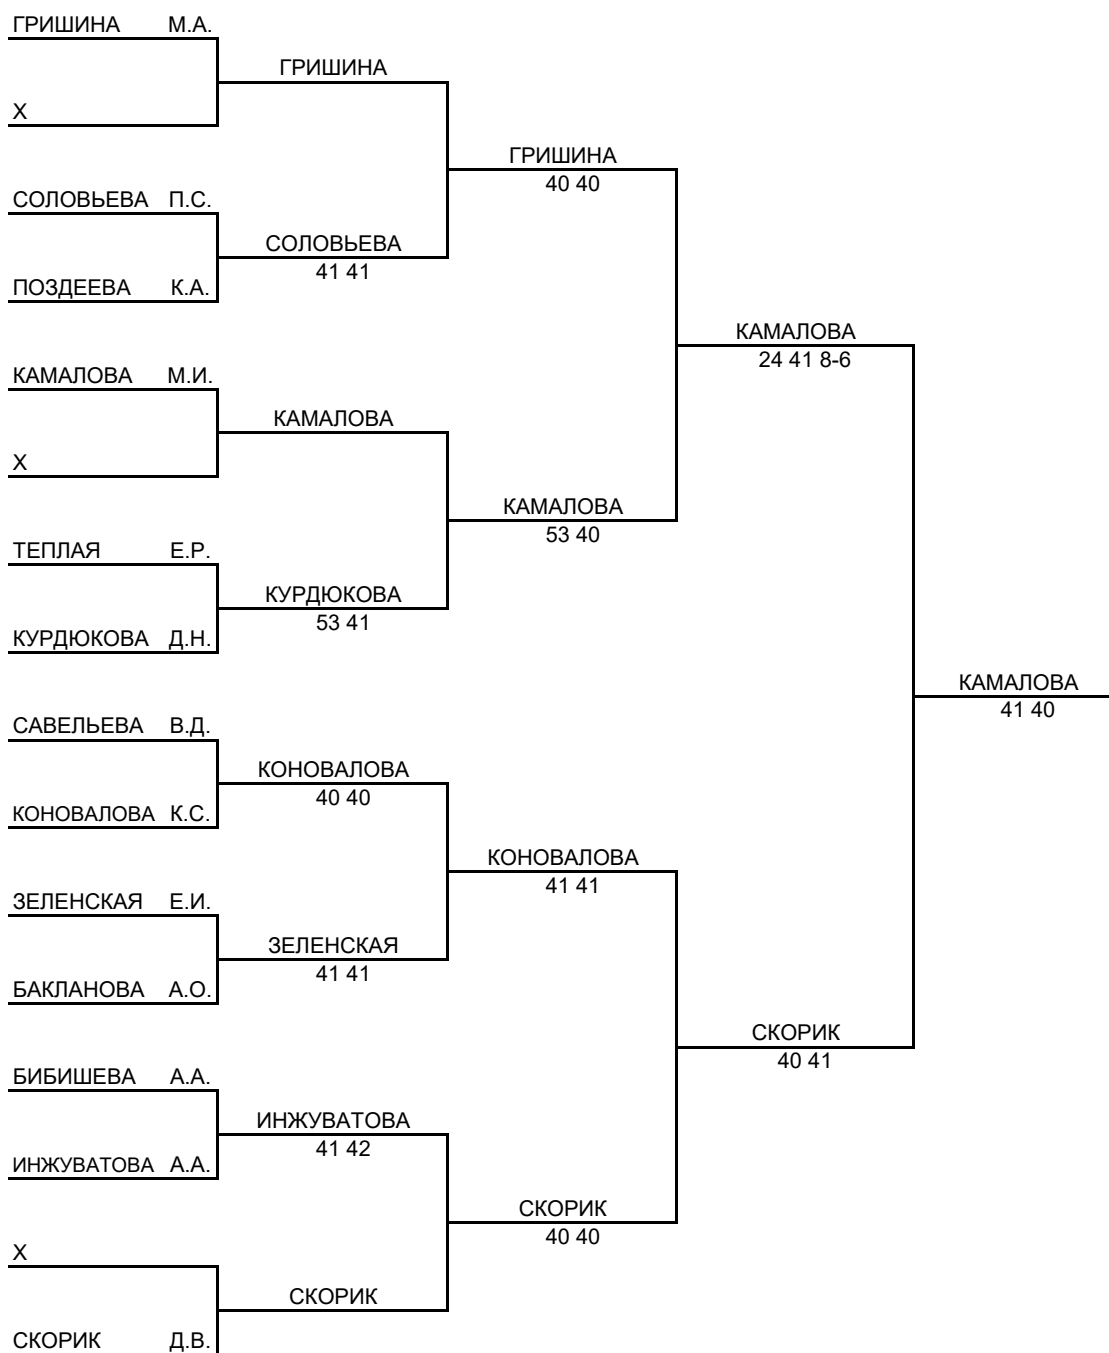 ГРИШИНА М.А.
ГРИШИНА
Х
ГРИШИНА
40 40
СОЛОВЬЕВА П.С.
СОЛОВЬЕВА
41 41
ПОЗДЕЕВА К.А.
КАМАЛОВА
24 41 8-6
КАМАЛОВА М.И.
КАМАЛОВА
Х
КАМАЛОВА
53 40
ТЕПЛАЯ Е.Р.
КУРДЮКОВА
53 41
КУРДЮКОВА Д.Н.
КАМАЛОВА
41 40
САВЕЛЬЕВА В.Д.
КОНОВАЛОВА
40 40
КОНОВАЛОВА К.С.
КОНОВАЛОВА
41 41
ЗЕЛЕНСКАЯ Е.И.
ЗЕЛЕНСКАЯ
41 41
БАКЛАНОВА А.О.
СКОРИК
40 41
БИБИШЕВА А.А.
ИНЖУВАТОВА
41 42
ИНЖУВАТОВА А.А.
СКОРИК
40 40
Х
СКОРИК
СКОРИК Д.В.